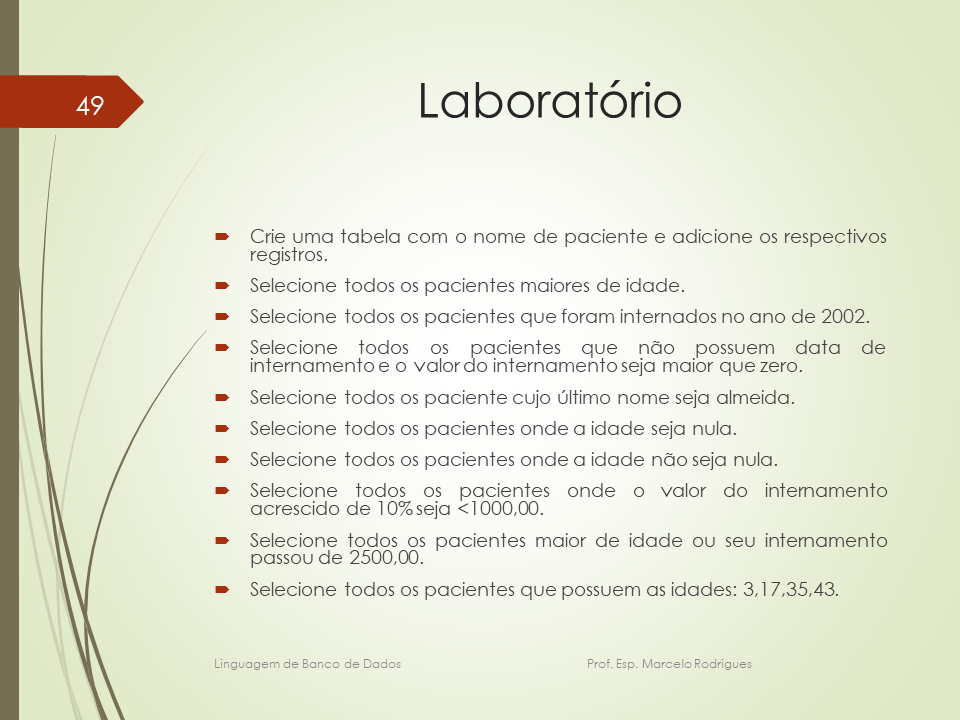 49
Laboratório
Crie uma tabela com o nome de paciente e adicione os respectivos
registros.
Selecione todos os pacientes maiores de idade.
Selecione todos os pacientes que foram internados no ano de 2002.
Selecione todos os pacientes que não possuem data de
internamento e o valor do internamento seja maior que zero.
Selecione todos os paciente cujo último nome seja almeida.
Selecione todos os pacientes onde a idade seja nula.
Selecione todos os pacientes onde a idade não seja nula.
Selecione todos os pacientes onde o valor do internamento
acrescido de 10% seja <1000,00.
Selecione todos os pacientes maior de idade ou seu internamento
passou de 2500,00.
Selecione todos os pacientes que possuem as idades: 3,17,35,43.
Linguagem de Banco de Dados Prof. Esp. Marcelo Rodrigues